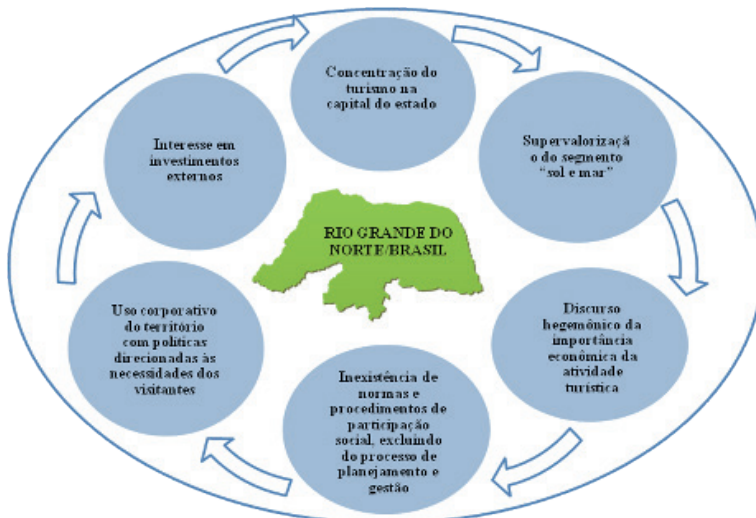 Concentração do
turismo na
capital do estado
Supervalorizaçã
o do segmento
"sol e mar"
Discurso
hegemônico da
importância
econômica da
atividade
turística
Inexistência de
normas e
procedimentos de
participação
social, excluindo
do processo de
planejamento e
gestão
Uso corporativo
do território
com políticas
direcionadas às
necessidades dos
visitantes
Interesse em
investimentos
externos
RIO GRANDE DO
NORTE/BRASIL